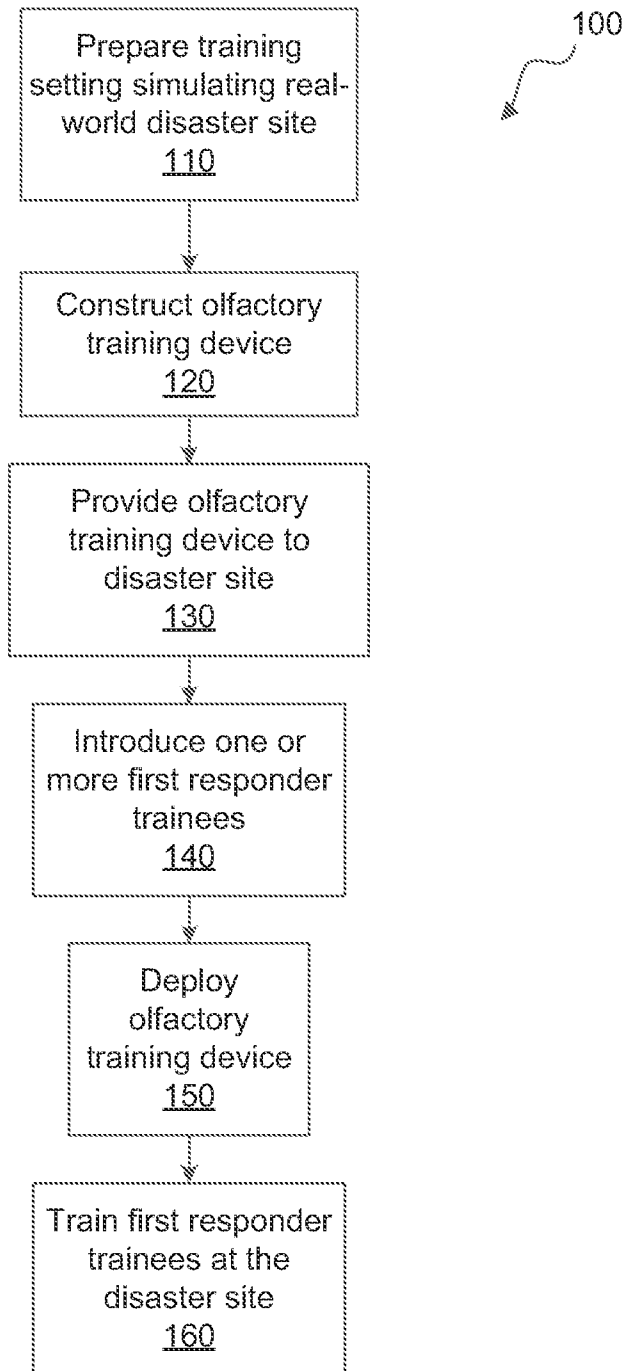 100
Prepare training
setting simulating real-
world disaster site
110
Construct olfactory
training device
120
Provide olfactory
training device to
disaster site
130
Introduce one or
more first responder
trainees
140
Deploy
olfactory
training device
150
Train first responder
trainees at the
disaster site
160